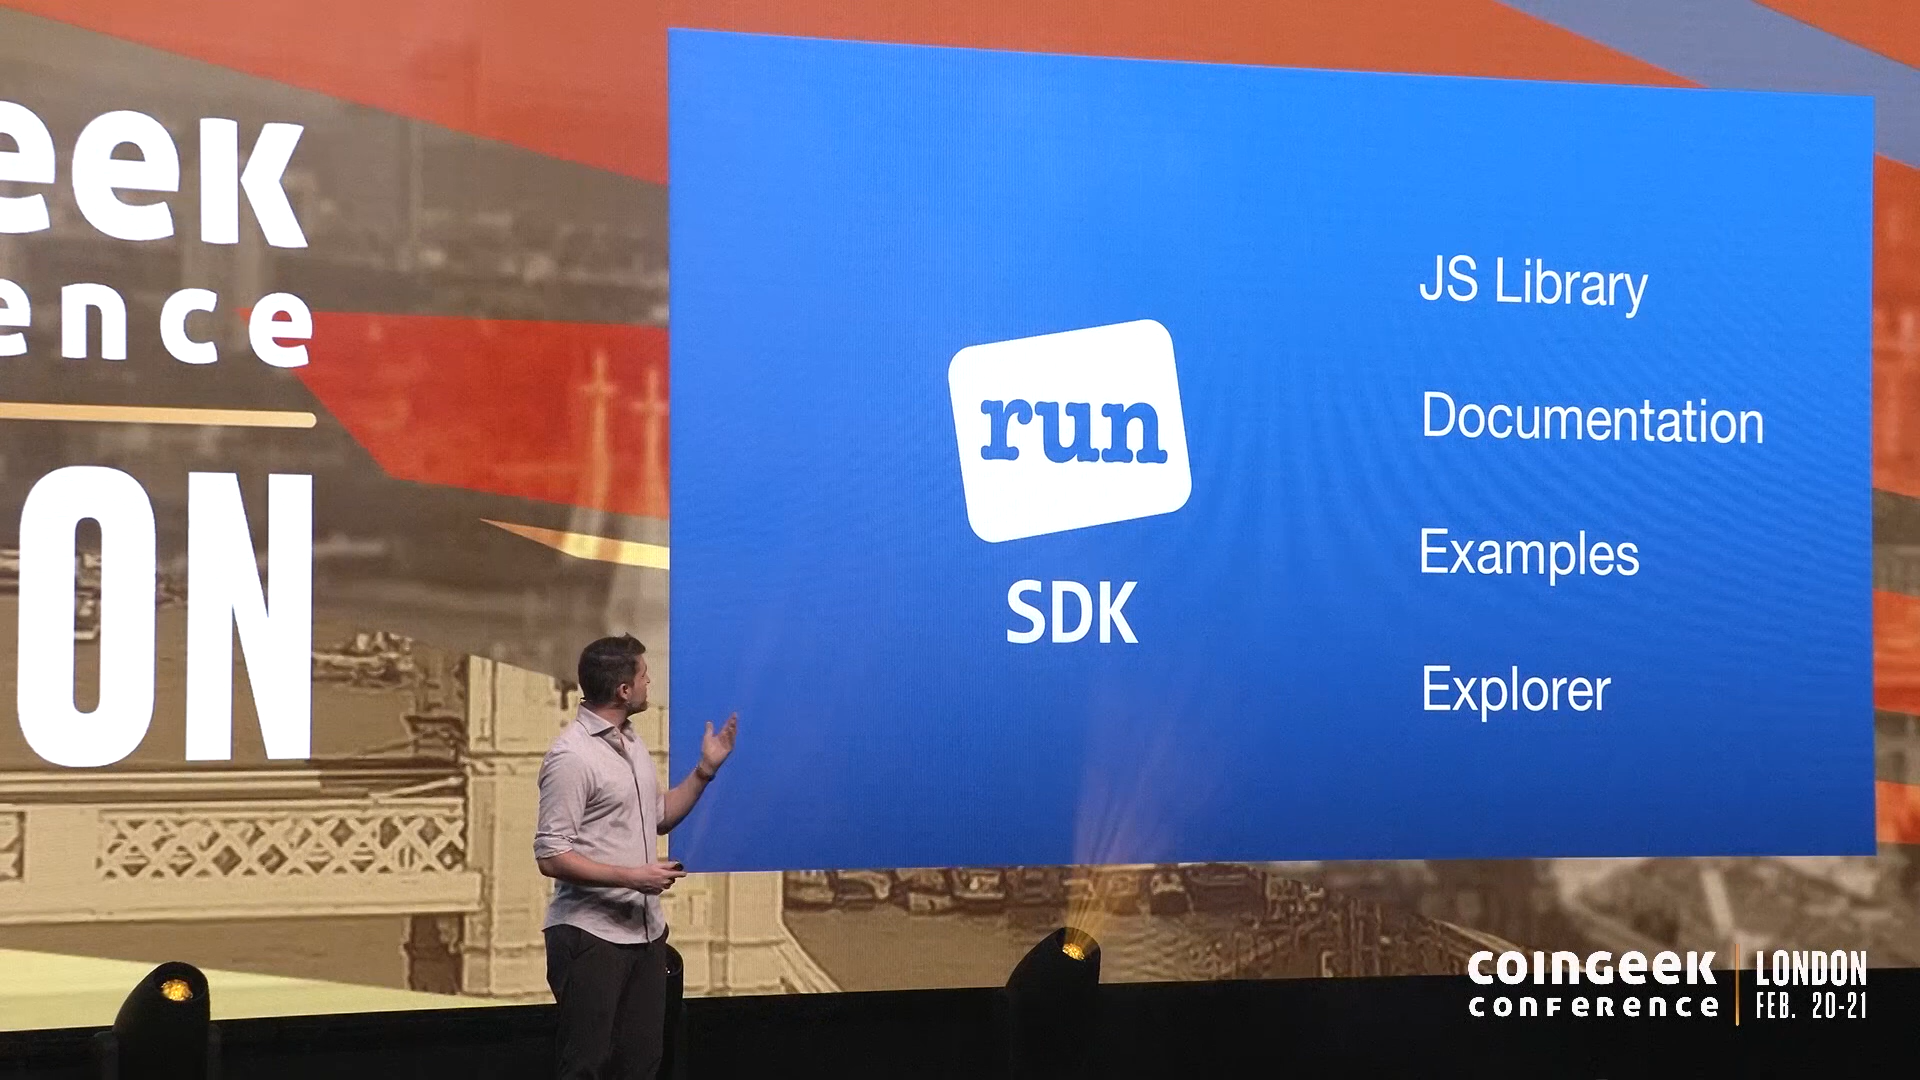 eek
ence
ON
run
SDK
JS Library
Documentation
Examples
Explorer
COINGEEK
CONFERENCE
LONDON
FEB. 20-21